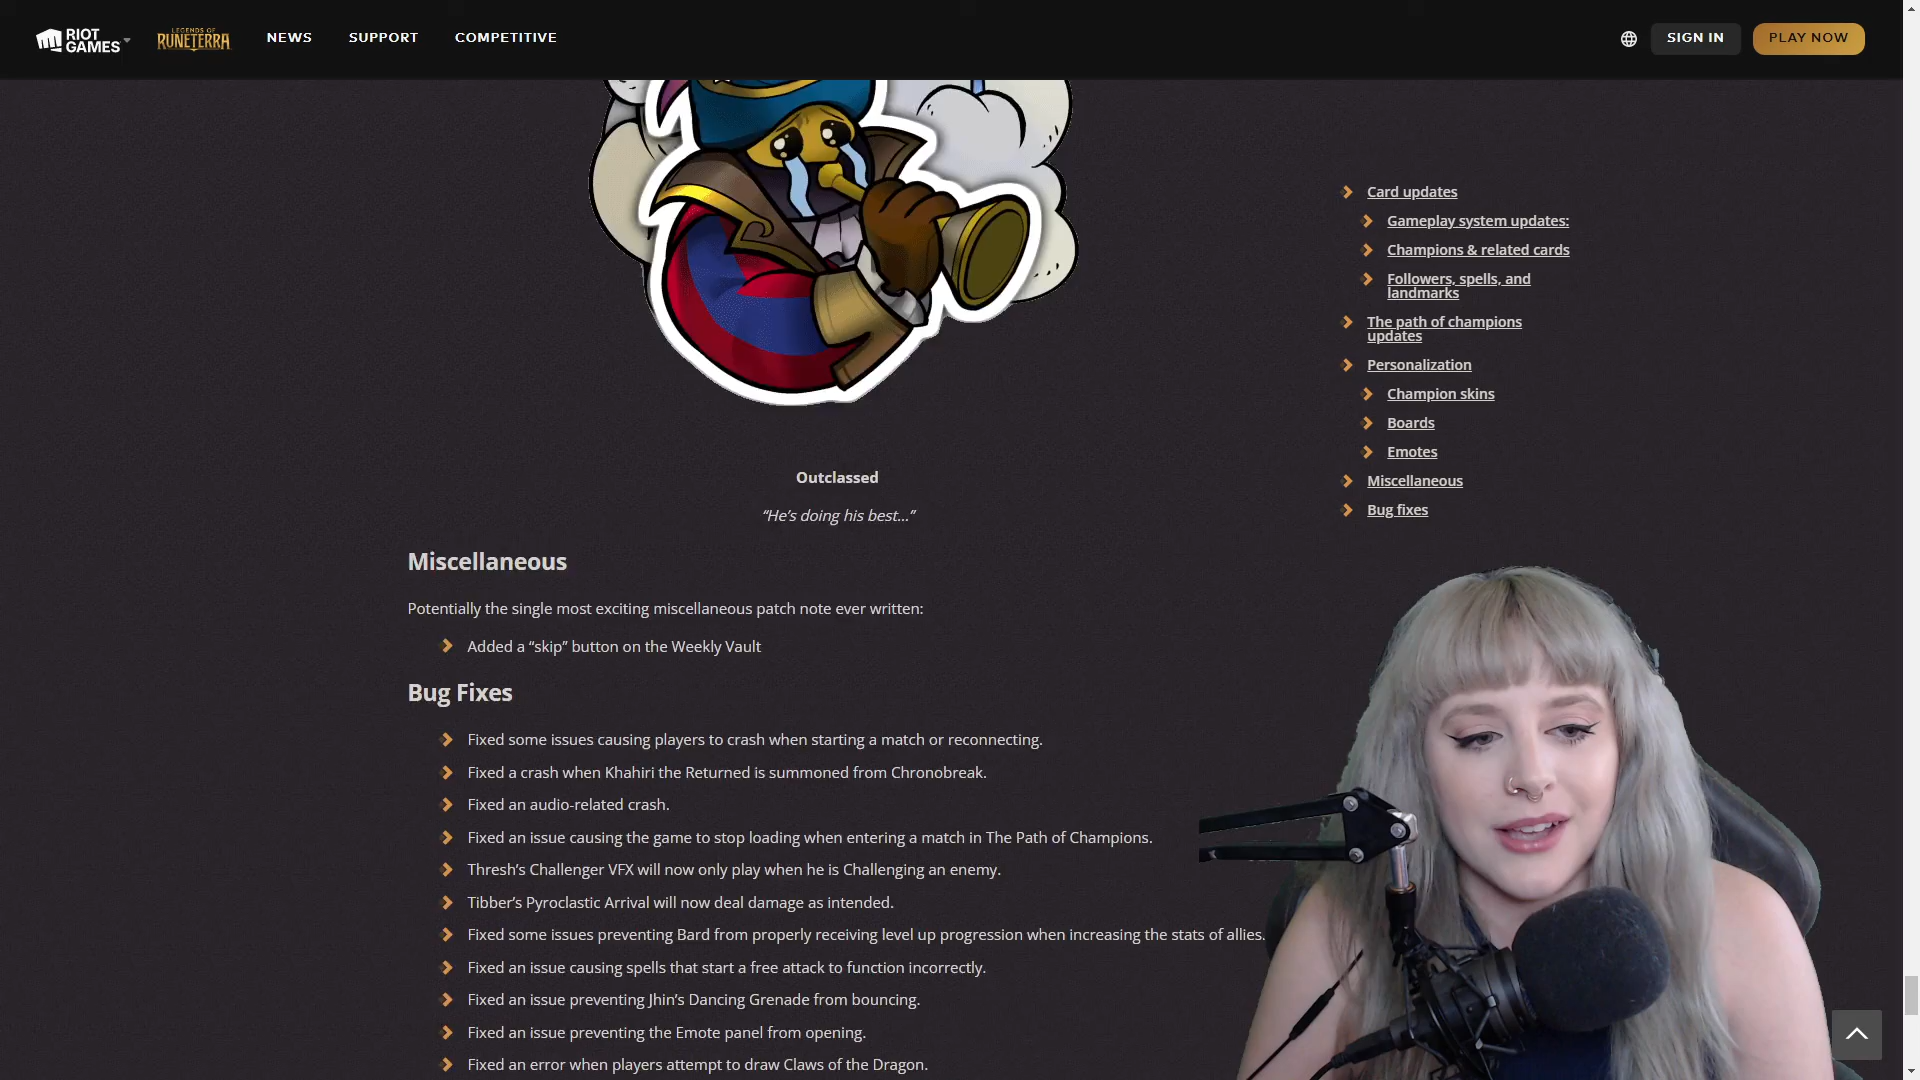 RIOT GAMES
LEGENDS OF RUNETERRA
NEWS
SUPPORT
COMPETITIVE
SIGN IN
PLAY NOW
Card updates
Gameplay system updates:
Champions & related cards
Followers, spells, and
landmarks
The path of champions
updates
Personalization
Champion skins
Boards
Emotes
Miscellaneous
Bug fixes
Outclassed
“He’s doing his best…”
Miscellaneous
Potentially the single most exciting miscellaneous patch note ever written:
Added a “skip” button on the Weekly Vault
Bug Fixes
Fixed some issues causing players to crash when starting a match or reconnecting.
Fixed a crash when Khahiri the Returned is summoned from Chronobreak.
Fixed an audio-related crash.
Fixed an issue causing the game to stop loading when entering a match in The Path of Champions.
Thresh’s Challenger VFX will now only play when he is Challenging an enemy.
Tibber’s Pyroclastic Arrival will now deal damage as intended.
Fixed some issues preventing Bard from properly receiving level up progression when increasing the stats of allies.
Fixed an issue causing spells that start a free attack to function incorrectly.
Fixed an issue preventing Jhin’s Dancing Grenade from bouncing.
Fixed an issue preventing the Emote panel from opening.
Fixed an error when players attempt to draw Claws of the Dragon.